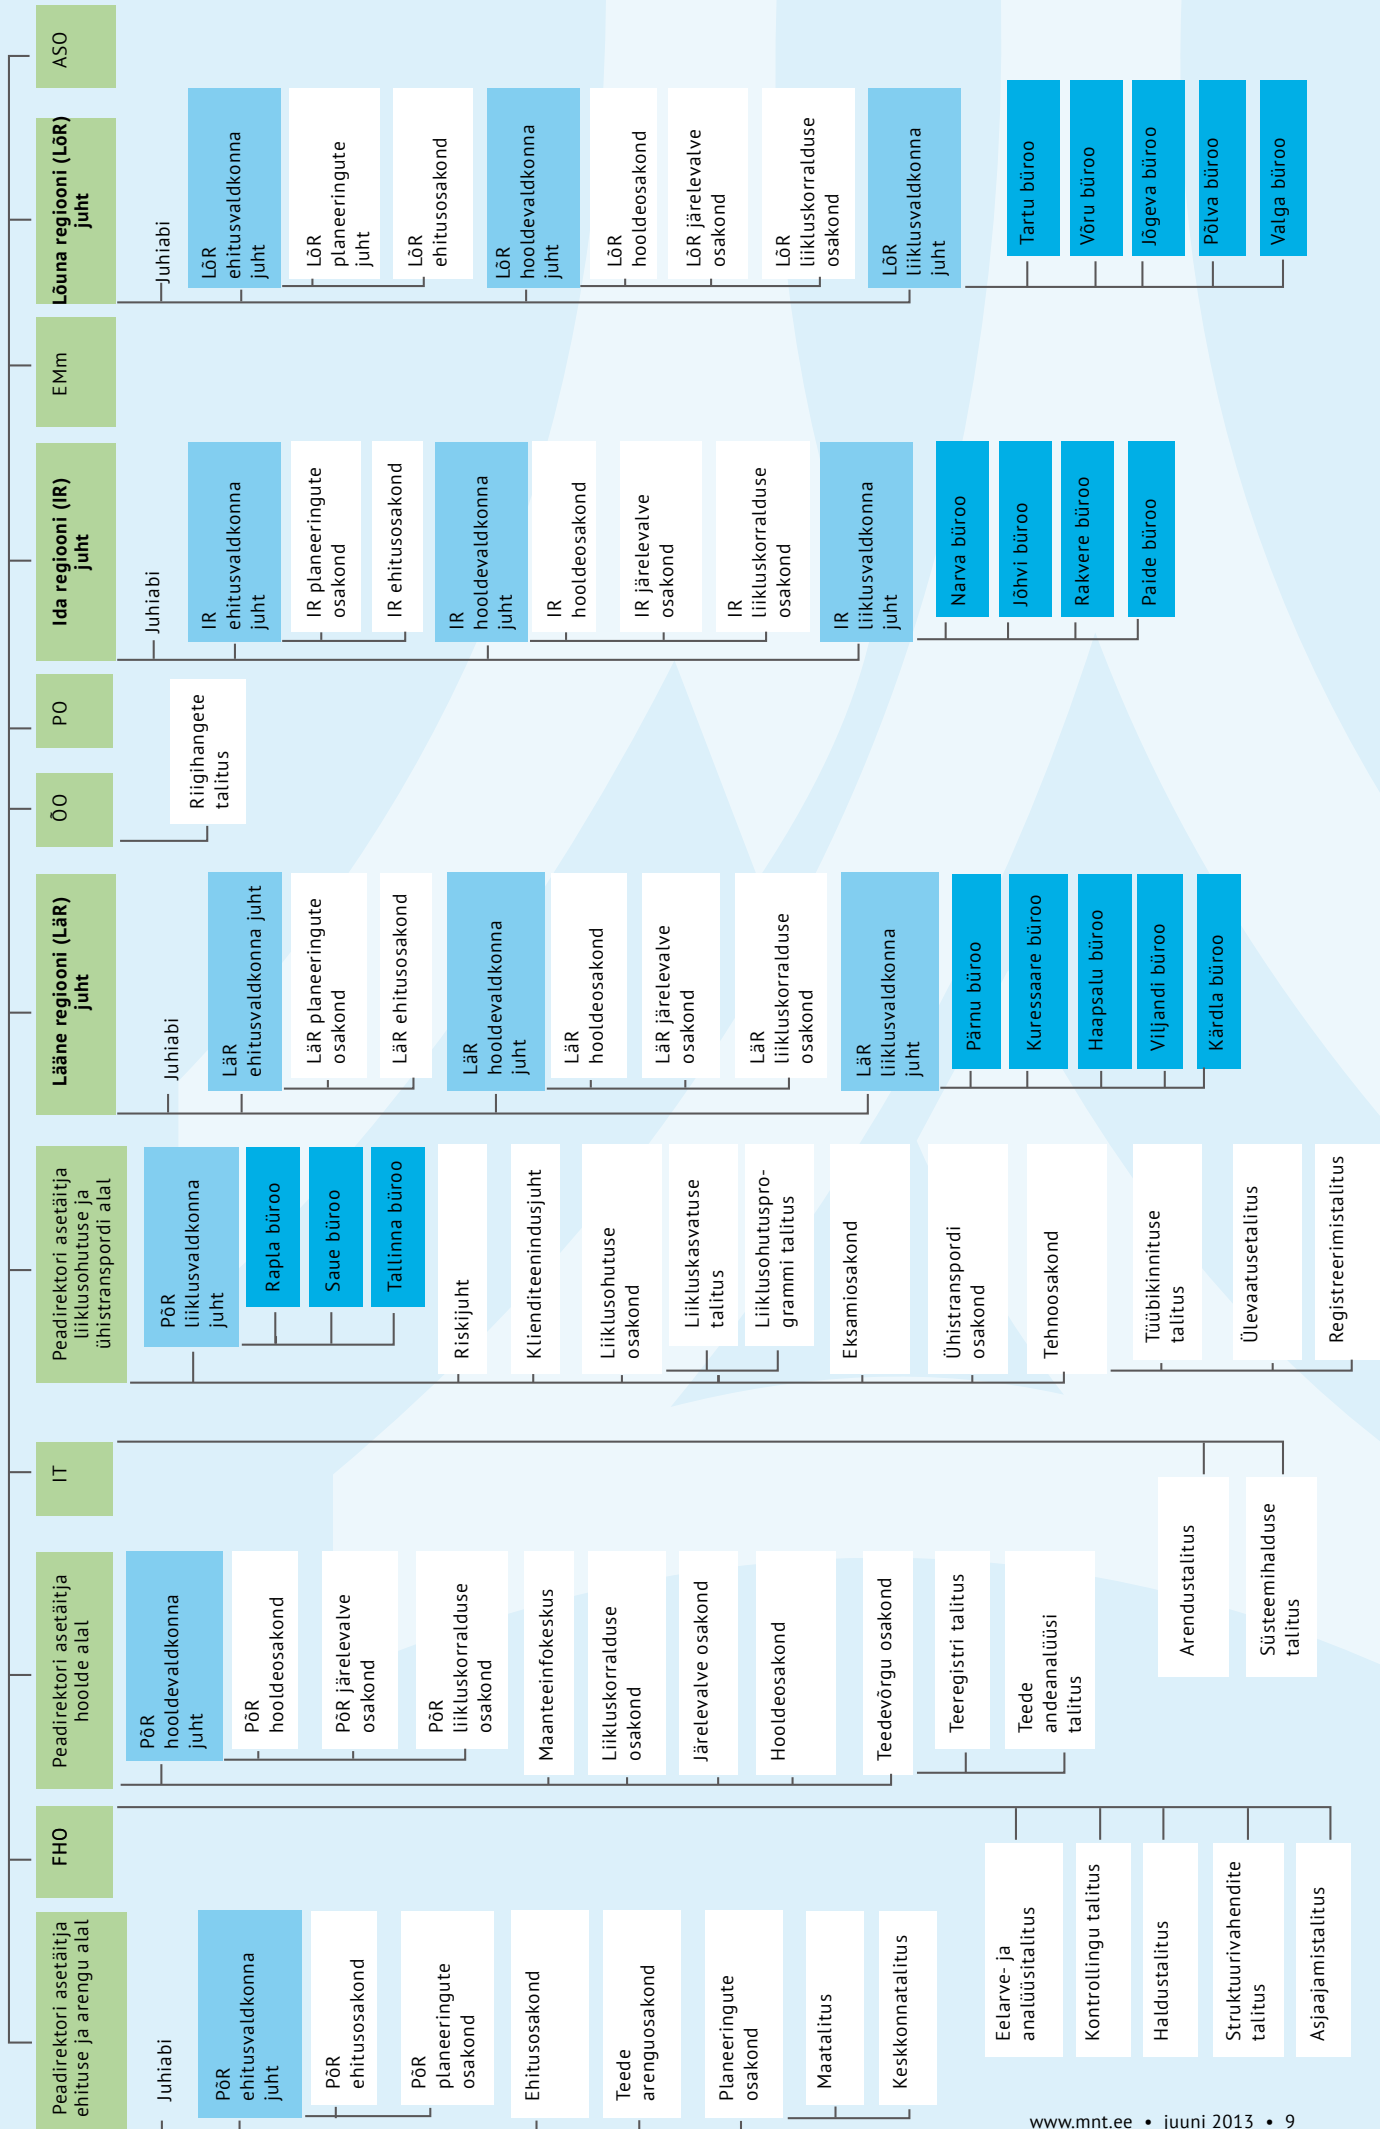 Peadirektori asetäitja
ehituse ja arengu alal
Juhiabi
PõR
ehitusvaldkonna
juht
PõR
ehitusosakond
PõR
planeeringute
osakond
Ehitusosakond
Teede
arenguosakond
Planeeringute
osakond
Maatalitus
Keskkonnatalitus
FHO
Eelarve- ja
analüüsitalitus
Kontrollingu talitus
Haldustalitus
Struktuurivahendite
talitus
Asjaajamistalitus
Peadirektori asetäitja
hoolde alal
PõR
hooldevaldkonna
juht
PõR
hooldeosakond
PõR järelevalve
osakond
PõR
liikluskorralduse
osakond
Maanteeinfokeskus
Liikluskorralduse
osakond
Järelevalve osakond
Hooldeosakond
Teedevõrgu osakond
Teeregistri talitus
Teede
andeanalüüsi
talitus
IT
Arendustalitus
Süsteemihalduse
talitus
Peadirektori asetäitja
liiklusohutuse ja
ühistranspordi alal
PõR
liiklusvaldkonna
juht
Rapla büroo
Saue büroo
Tallinna büroo
Riskijuht
Klienditeenindusjuht
Liiklusohutuse
osakond
Liikluskasvatuse
talitus
Liiklusohutuspro-
grammi talitus
Eksamiosakond
Ühistranspordi
osakond
Tehnoosakond
Tüübikinnituse
talitus
Ülevaatusetalitus
Registreerimistalitus
Lääne regiooni (LäR)
juht
Juhiabi
LäR
ehitusvaldkonna juht
LäR planeeringute
osakond
LäR ehitusosakond
LäR
hooldevaldkonna
juht
LäR
hooldeosakond
LäR järelevalve
osakond
LäR
liikluskorralduse
osakond
LäR
liiklusvaldkonna
juht
Pärnu büroo
Kuressaare büroo
Haapsalu büroo
Viljandi büroo
Kärdla büroo
ÕO
Riigihangete
talitus
PO
Ida regiooni (IR)
juht
Juhiabi
IR
ehitusvaldkonna
juht
IR planeeringute
osakond
IR ehitusosakond
IR
hooldevaldkonna
juht
IR
hooldeosakond
IR järelevalve
osakond
IR
liikluskorralduse
osakond
IR
liiklusvaldkonna
juht
Narva büroo
Jõhvi büroo
Rakvere büroo
Paide büroo
EMm
Lõuna regiooni (LõR)
juht
Juhiabi
LõR
ehitusvaldkonna
juht
LõR
planeeringute
juht
LõR
ehitusosakond
LõR
hooldevaldkonna
juht
LõR
hooldeosakond
LõR järelevalve
osakond
LõR
liikluskorralduse
osakond
LõR
liiklusvaldkonna
juht
Tartu büroo
Võru büroo
Jõgeva büroo
Põlva büroo
Valga büroo
ASO
www.mnt.ee • juuni 2013 • 9